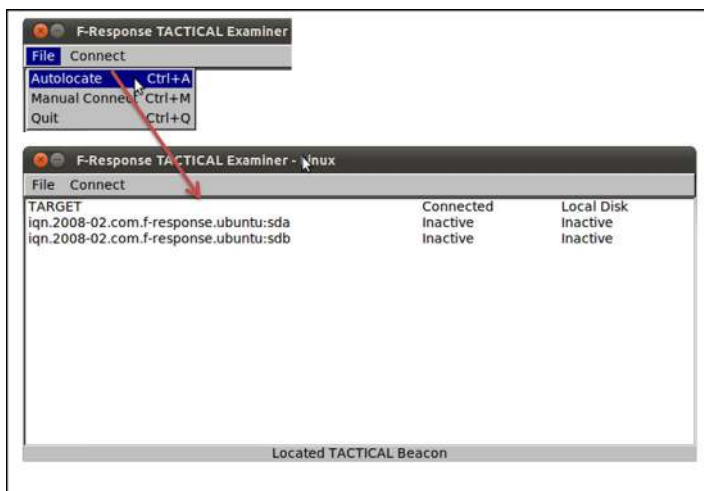 F-Response TACTICAL Examiner
File Connect
Autolocate Ctrl+A
Manual Connect Ctrl+M
Quit Ctrl+Q
F-Response TACTICAL Examiner - Linux
File Connect
TARGET Connected Local Disk
iqn.2008-02.com.f-response.ubuntu:sda Inactive Inactive
iqn.2008-02.com.f-response.ubuntu:sdb Inactive Inactive
Located TACTICAL Beacon